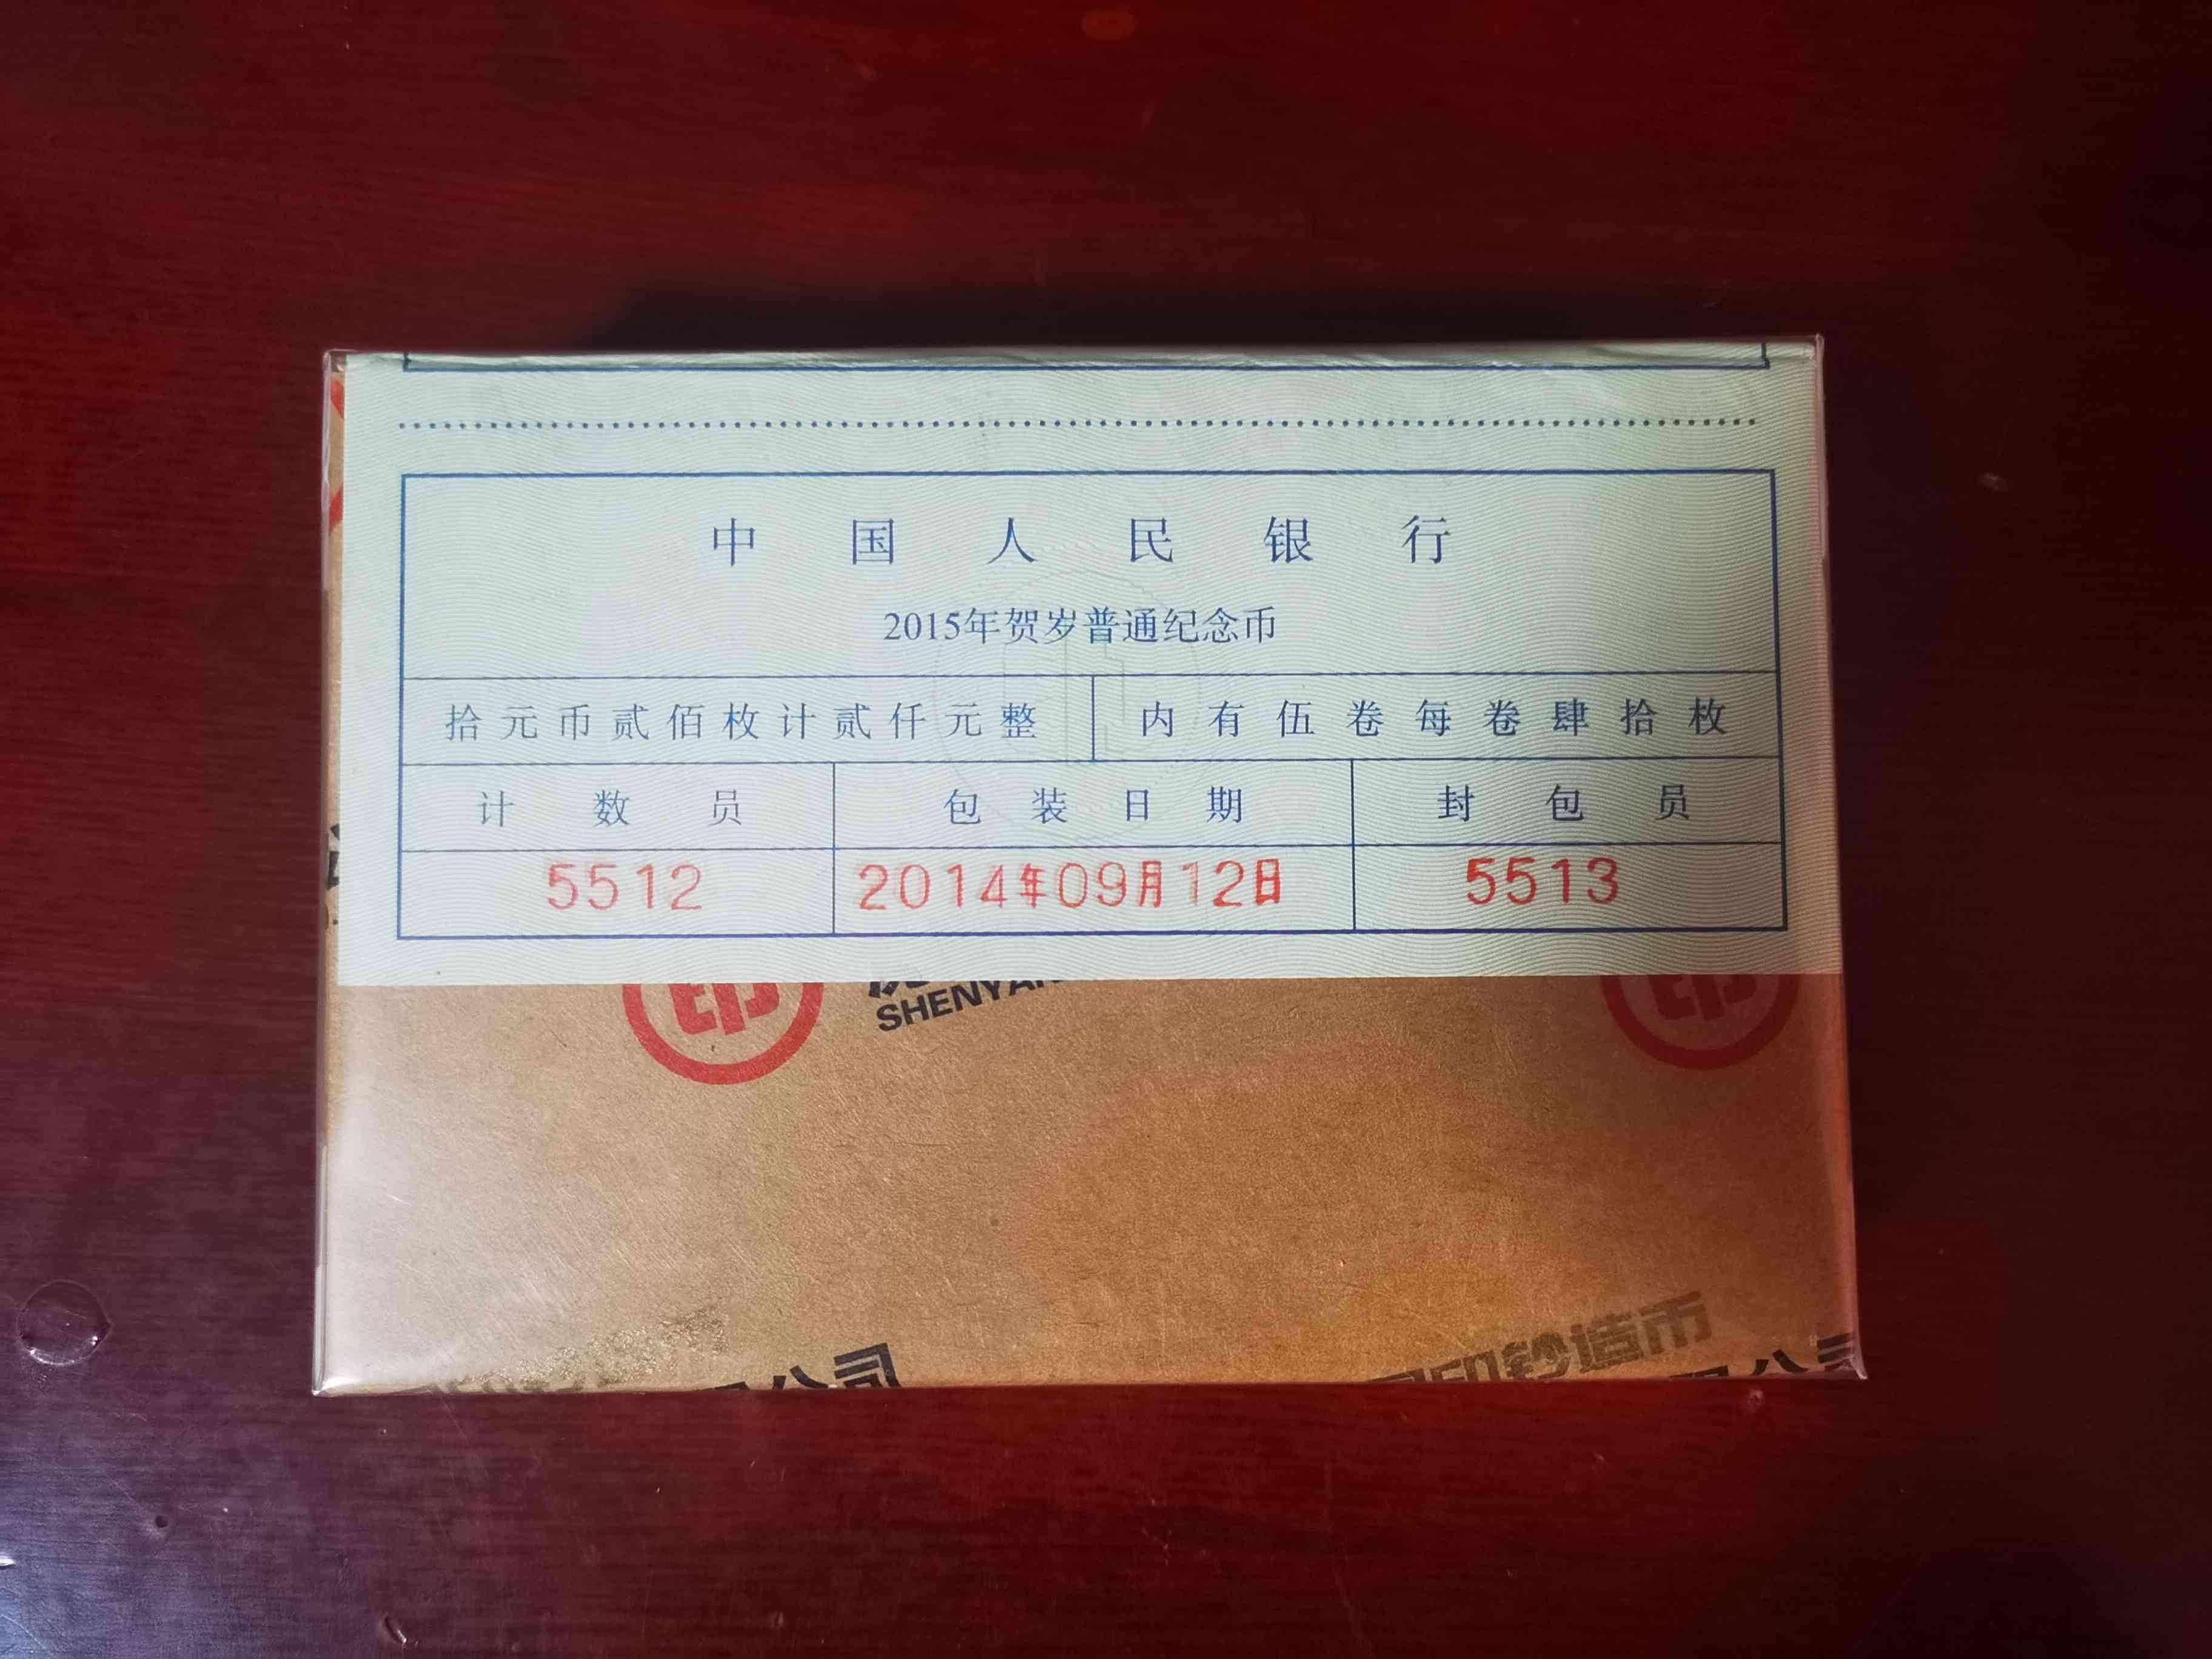 中国人民银行
2015年贺岁普通纪念币
拾元币贰佰枚计贰仟元整 内有伍卷每卷肆拾枚
计数员 包装日期 封包员
5512 2014年09月12日 5513
印 印
印钞造币
公司